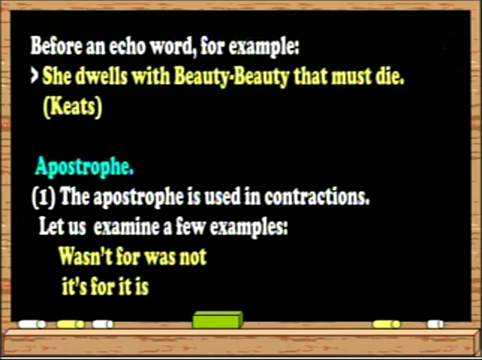 Before an echo word, for example:
> She dwells with Beauty-Beauty that must die.
(Keats)
Apostrophe.
(1) The apostrophe is used in contractions.
Let us examine a few examples:
Wasn't for was not
it's for it is